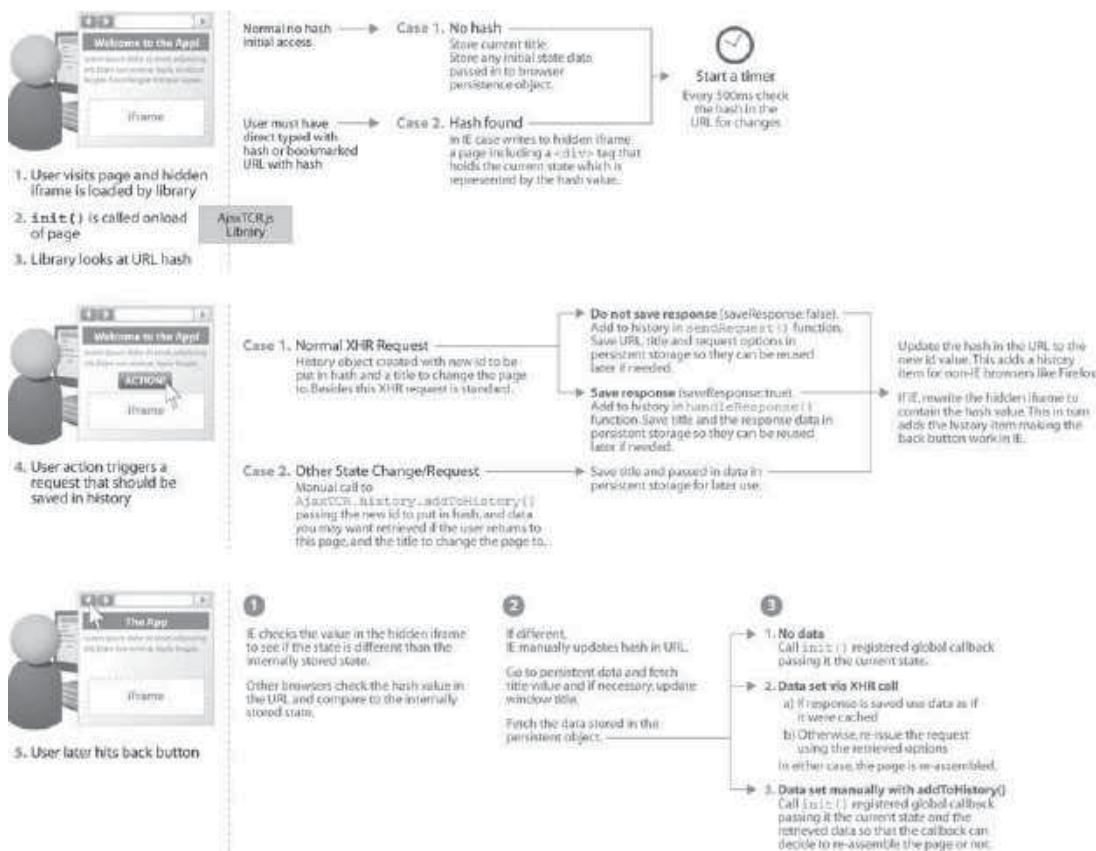 Welcome to the App!
iframe
1. User visits page and hidden
iframe is loaded by library
2. init() is called onload
of page
3. Library looks at URL hash
AjaxTCR.js
Library
Normal no hash
initial access
User must have
direct typed with
hash or bookmarked
URL with hash
Case 1. No hash
Store current title.
Store any initial state data
passed in to browser
persistence object.
Case 2. Hash found
In IE case writes to hidden iframe
a page including a <div> tag that
holds the current state which is
represented by the hash value.
Start a timer
Every 500ms check
the hash in the
URL for changes
Welcome to the App!
ACTION!
iframe
4. User action triggers a
request that should be
saved in history
Case 1. Normal XHR Request
History object created with new id to be
put in hash and a title to change the page
to. Besides this XHR request is standard.
Case 2. Other State Change/Request
Manual call to
AjaxTCR.history.addToHistory()
passing the new id to put in hash, and data
you may want retrieved if the user returns to
this page, and the title to change the page to.
Do not save response (saveResponse:false).
Add to history in sendRequest() function.
Save URL, title and request options in
persistent storage so they can be reused
later if needed.
Save response (saveResponse:true).
Add to history in handleResponse()
function. Save title and the response data in
persistent storage so they can be reused
later if needed.
Save title and passed in data in
persistent storage for later use.
Update the hash in the URL to the
new id value. This adds a history
item for non-IE browsers like Firefox
If IE, rewrite the hidden iframe to
contain the hash value. This in turn
adds the history item making the
back button work in IE.
The App
iframe
5. User later hits back button
1
IE checks the value in the hidden iframe
to see if the state is different than the
internally stored state.
Other browsers check the hash value in
the URL and compare to the internally
stored state.
2
If different,
IE manually updates hash in URL.
Go to persistent data and fetch
title value and if necessary, update
window title.
Fetch the data stored in the
persistent object.
3
1. No data
Call init() registered global callback
passing it the current state.
2. Data set via XHR call
a) If response is saved use data as if
it were cached
b) Otherwise, re-issue the request
using the retrieved options
In either case, the page is re-assembled.
3. Data set manually with addToHistory()
Call init() registered global callback
passing it the current state and the
retrieved data so that the callback can
decide to re-assemble the page or not.